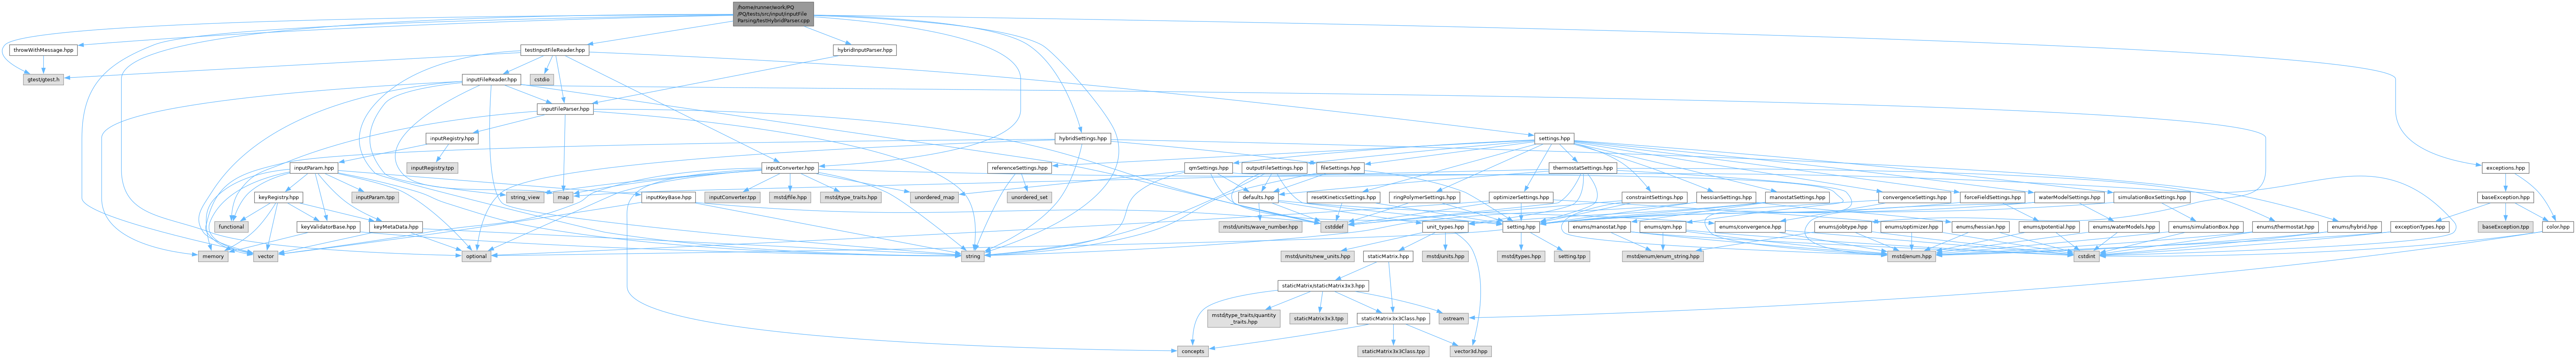 /home/runner/work/PQ
/PQ/tests/src/input/inputFile
Parsing/testHybridParser.cpp
throwWithMessage.hpp
testInputFileReader.hpp
hybridInputParser.hpp
gtest/gtest.h
inputFileReader.hpp
cstdio
inputFileParser.hpp
inputRegistry.hpp
hybridSettings.hpp
settings.hpp
inputParam.hpp
inputRegistry.tpp
inputConverter.hpp
referenceSettings.hpp
qmSettings.hpp
outputFileSettings.hpp
fileSettings.hpp
thermostatSettings.hpp
exceptions.hpp
keyRegistry.hpp
inputParam.tpp
string_view
map
inputKeyBase.hpp
inputConverter.tpp
mstd/file.hpp
mstd/type_traits.hpp
unordered_map
unordered_set
defaults.hpp
resetKineticsSettings.hpp
ringPolymerSettings.hpp
optimizerSettings.hpp
constraintSettings.hpp
hessianSettings.hpp
manostatSettings.hpp
convergenceSettings.hpp
forceFieldSettings.hpp
waterModelSettings.hpp
simulationBoxSettings.hpp
baseException.hpp
functional
keyValidatorBase.hpp
keyMetaData.hpp
mstd/units/wave_number.hpp
cstddef
unit_types.hpp
setting.hpp
enums/manostat.hpp
enums/qm.hpp
enums/convergence.hpp
enums/jobtype.hpp
enums/optimizer.hpp
enums/hessian.hpp
enums/potential.hpp
enums/waterModels.hpp
enums/simulationBox.hpp
enums/thermostat.hpp
enums/hybrid.hpp
exceptionTypes.hpp
baseException.tpp
color.hpp
memory
vector
optional
string
mstd/units/new_units.hpp
staticMatrix.hpp
mstd/units.hpp
mstd/types.hpp
setting.tpp
mstd/enum/enum_string.hpp
mstd/enum.hpp
cstdint
staticMatrix/staticMatrix3x3.hpp
mstd/type_traits/quantity
_traits.hpp
staticMatrix3x3.tpp
staticMatrix3x3Class.hpp
ostream
concepts
staticMatrix3x3Class.tpp
vector3d.hpp